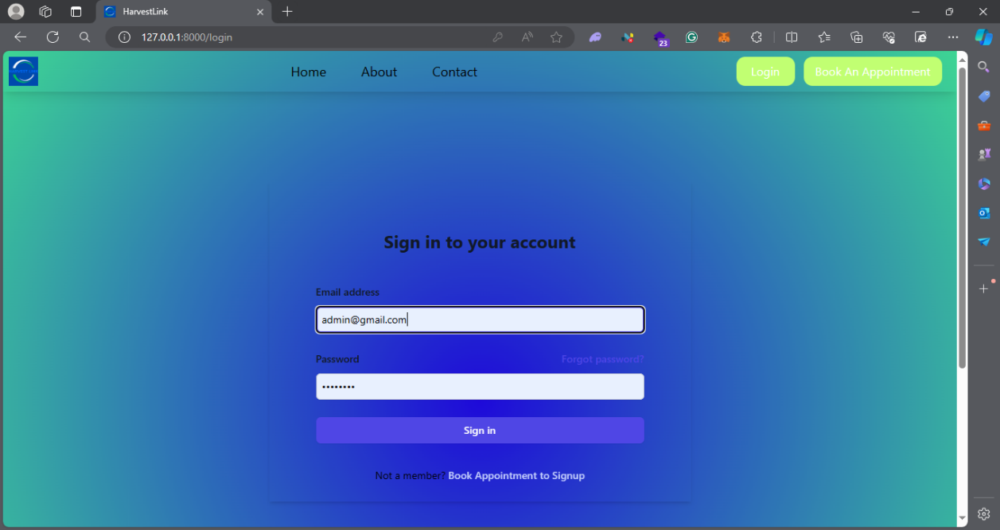 HarvestLink
127.0.0.1:8000/login
23
Home About Contact Login Book An Appointment
Sign in to your account
Email address
admin@gmail.com
Password Forgot password?
••••••••
Sign in
Not a member? Book Appointment to Signup